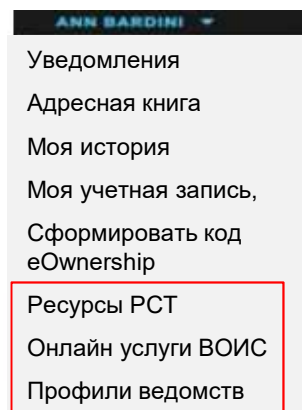 ANN BARDINI
Уведомления
Адресная книга
Моя история
Моя учетная запись,
Сформировать код
eOwnership
Ресурсы PCT
Онлайн услуги ВОИС
Профили ведомств